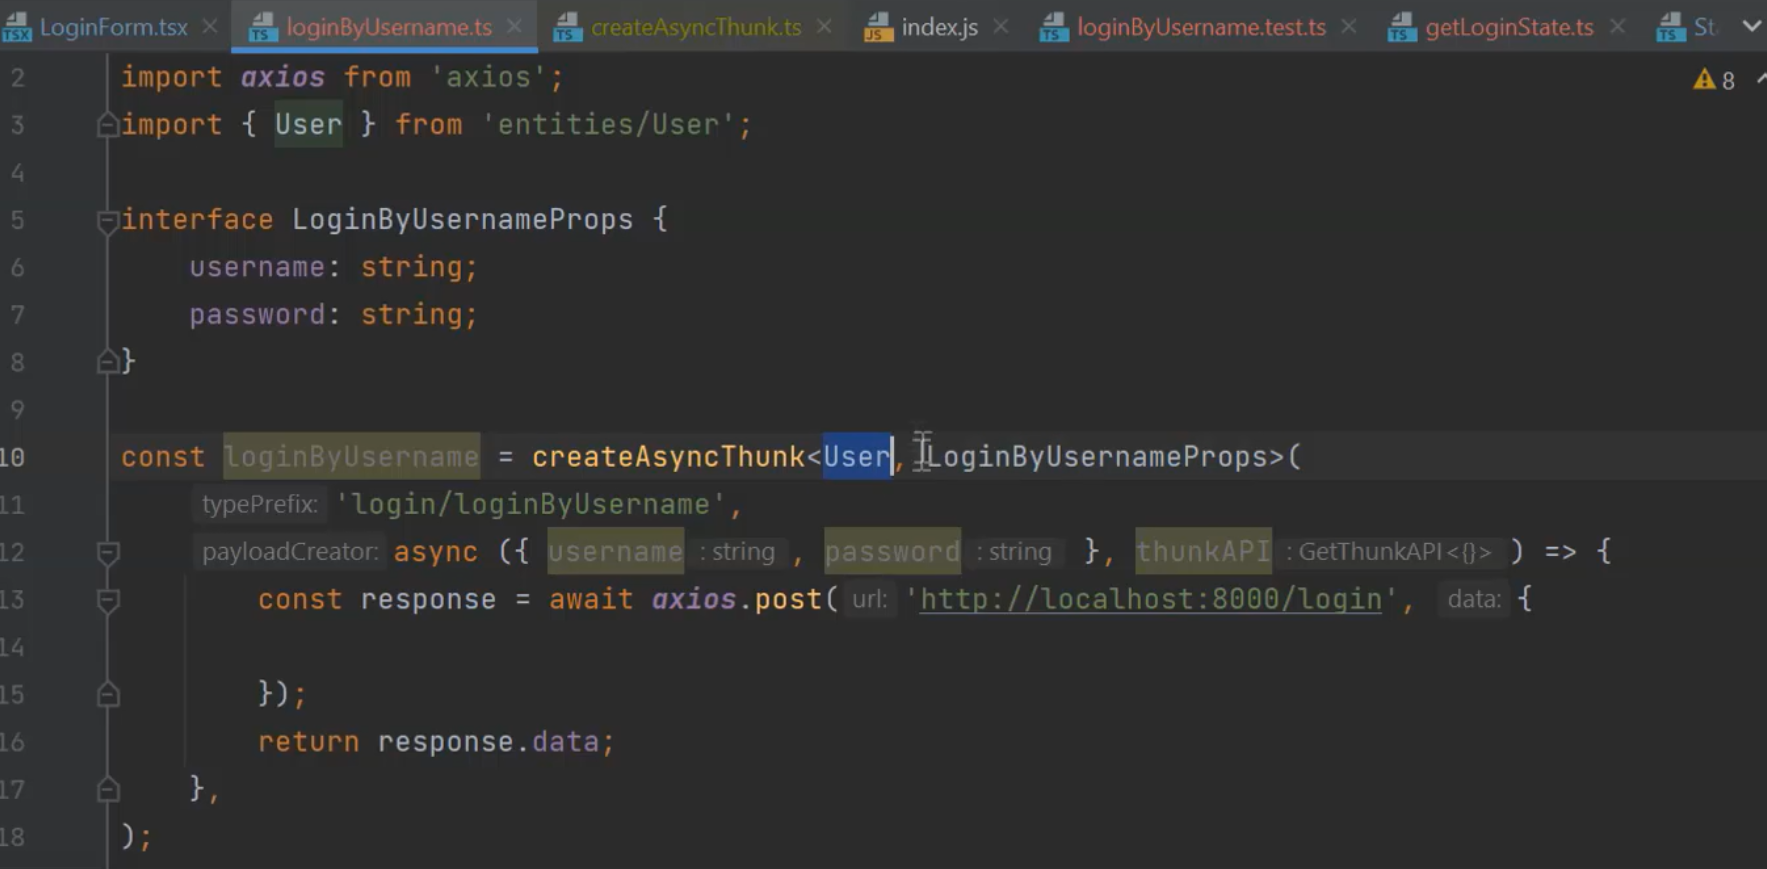 LoginForm.tsx loginByUsername.ts createAsyncThunk.ts index.js loginByUsername.test.ts getLoginState.ts St
2 import axios from 'axios'; 8
3 import { User } from 'entities/User';
4
5 interface LoginByUsernameProps {
6 username: string;
7 password: string;
8 }
9
10 const loginByUsername = createAsyncThunk<User, LoginByUsernameProps>(
11 typePrefix: 'login/loginByUsername',
12 payloadCreator: async ({ username : string , password : string }, thunkAPI : GetThunkAPI<{}> ) => {
13 const response = await axios.post( url: 'http://localhost:8000/login', data: {
14
15 });
16 return response.data;
17 },
18 );